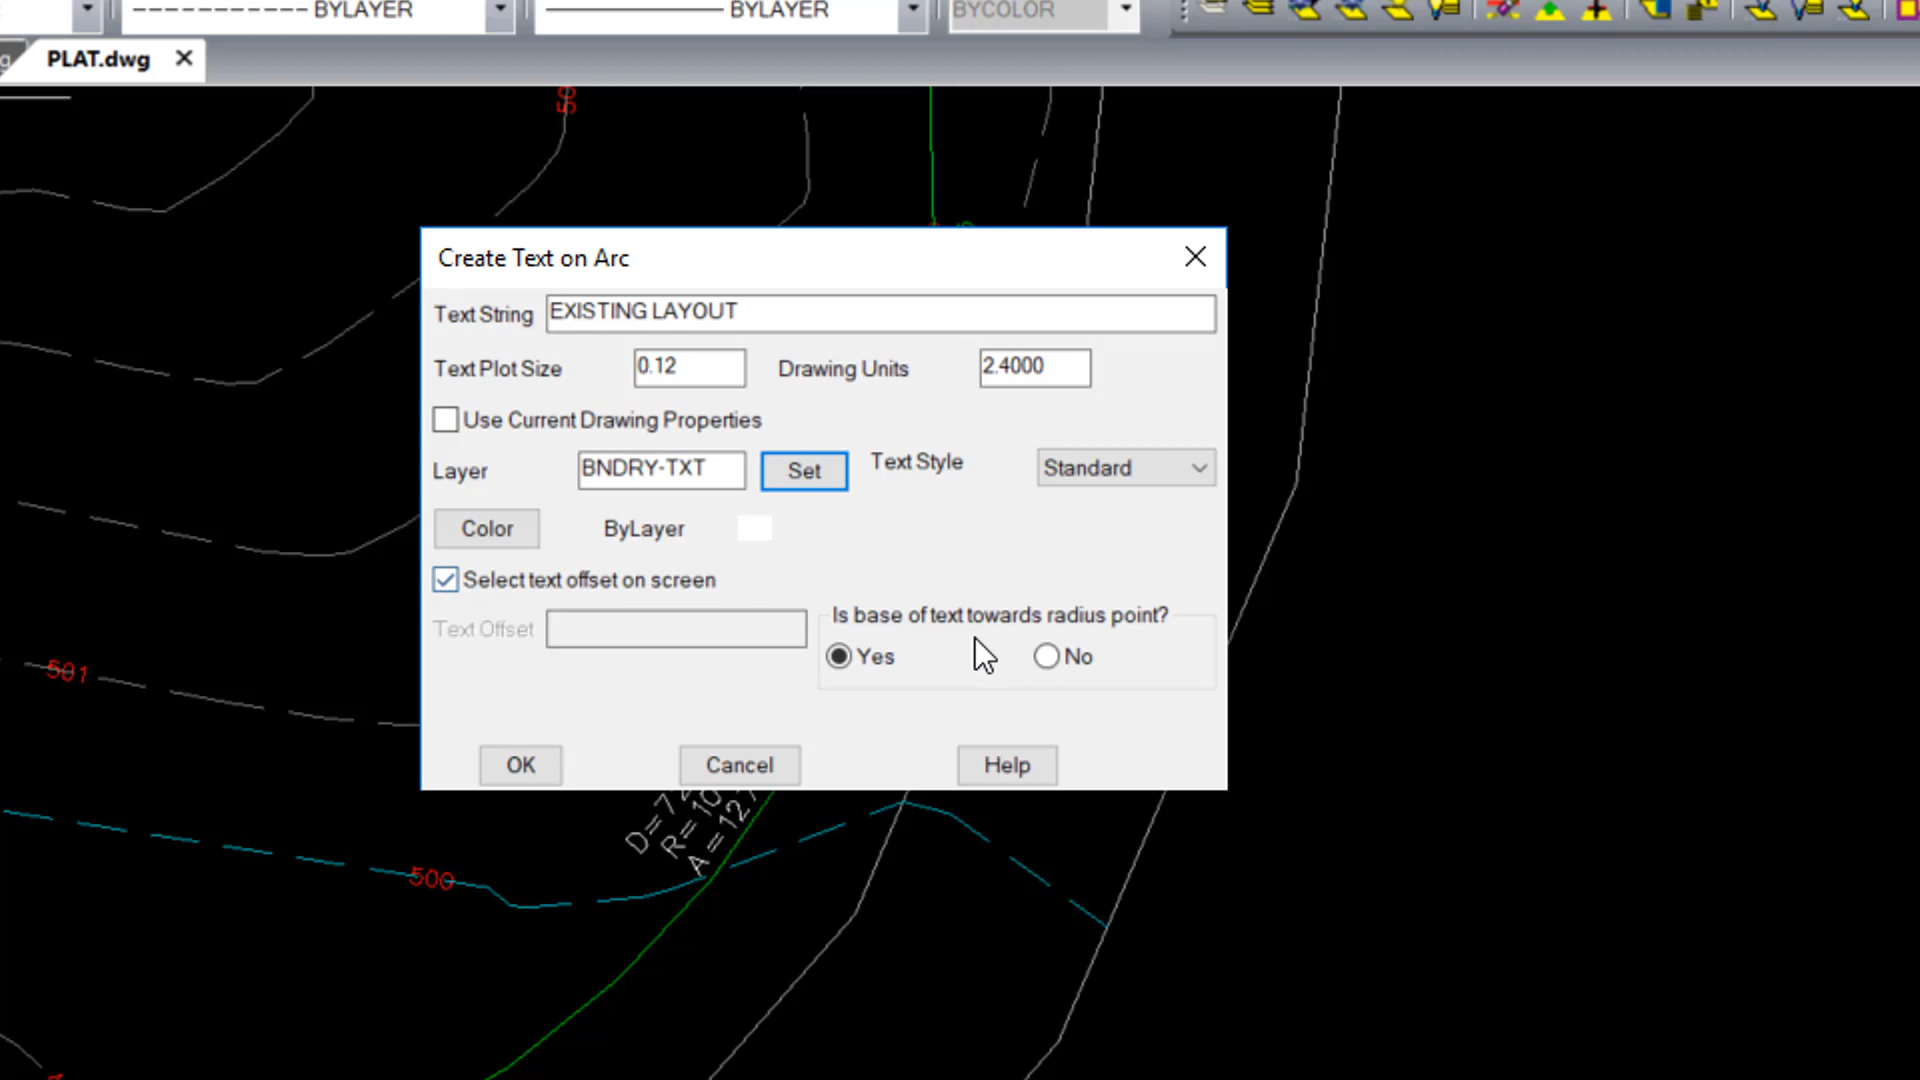 BYLAYER BYLAYER BYCOLOR
PLAT.dwg
Create Text on Arc
Text String EXISTING LAYOUT
Text Plot Size 0.12 Drawing Units 2.4000
Use Current Drawing Properties
Layer BNDRY-TXT Set Text Style Standard
Color ByLayer
Select text offset on screen
Text Offset Is base of text towards radius point?
Yes No
501
OK Cancel Help
500